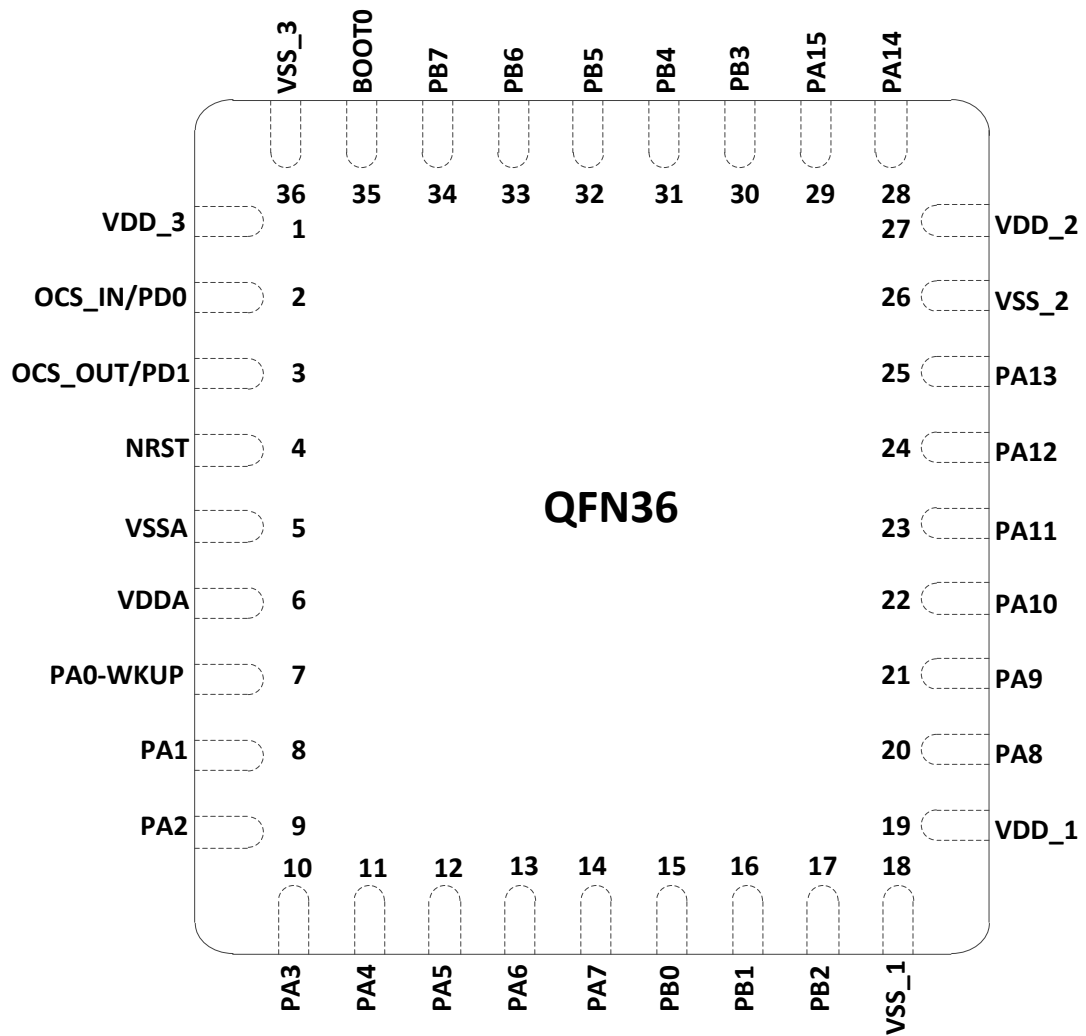 VSS_3
BOOT0
PB7
PB6
PB5
PB4
PB3
PA15
PA14
36 35 34 33 32 31 30 29 28
VDD_3 1 27 VDD_2
OCS_IN/PD0 2 26 VSS_2
OCS_OUT/PD1 3 25 PA13
NRST 4 24 PA12
QFN36
VSSA 5 23 PA11
VDDA 6 22 PA10
PA0-WKUP 7 21 PA9
PA1 8 20 PA8
PA2 9 19 VDD_1
10 11 12 13 14 15 16 17 18
PA3
PA4
PA5
PA6
PA7
PB0
PB1
PB2
VSS_1